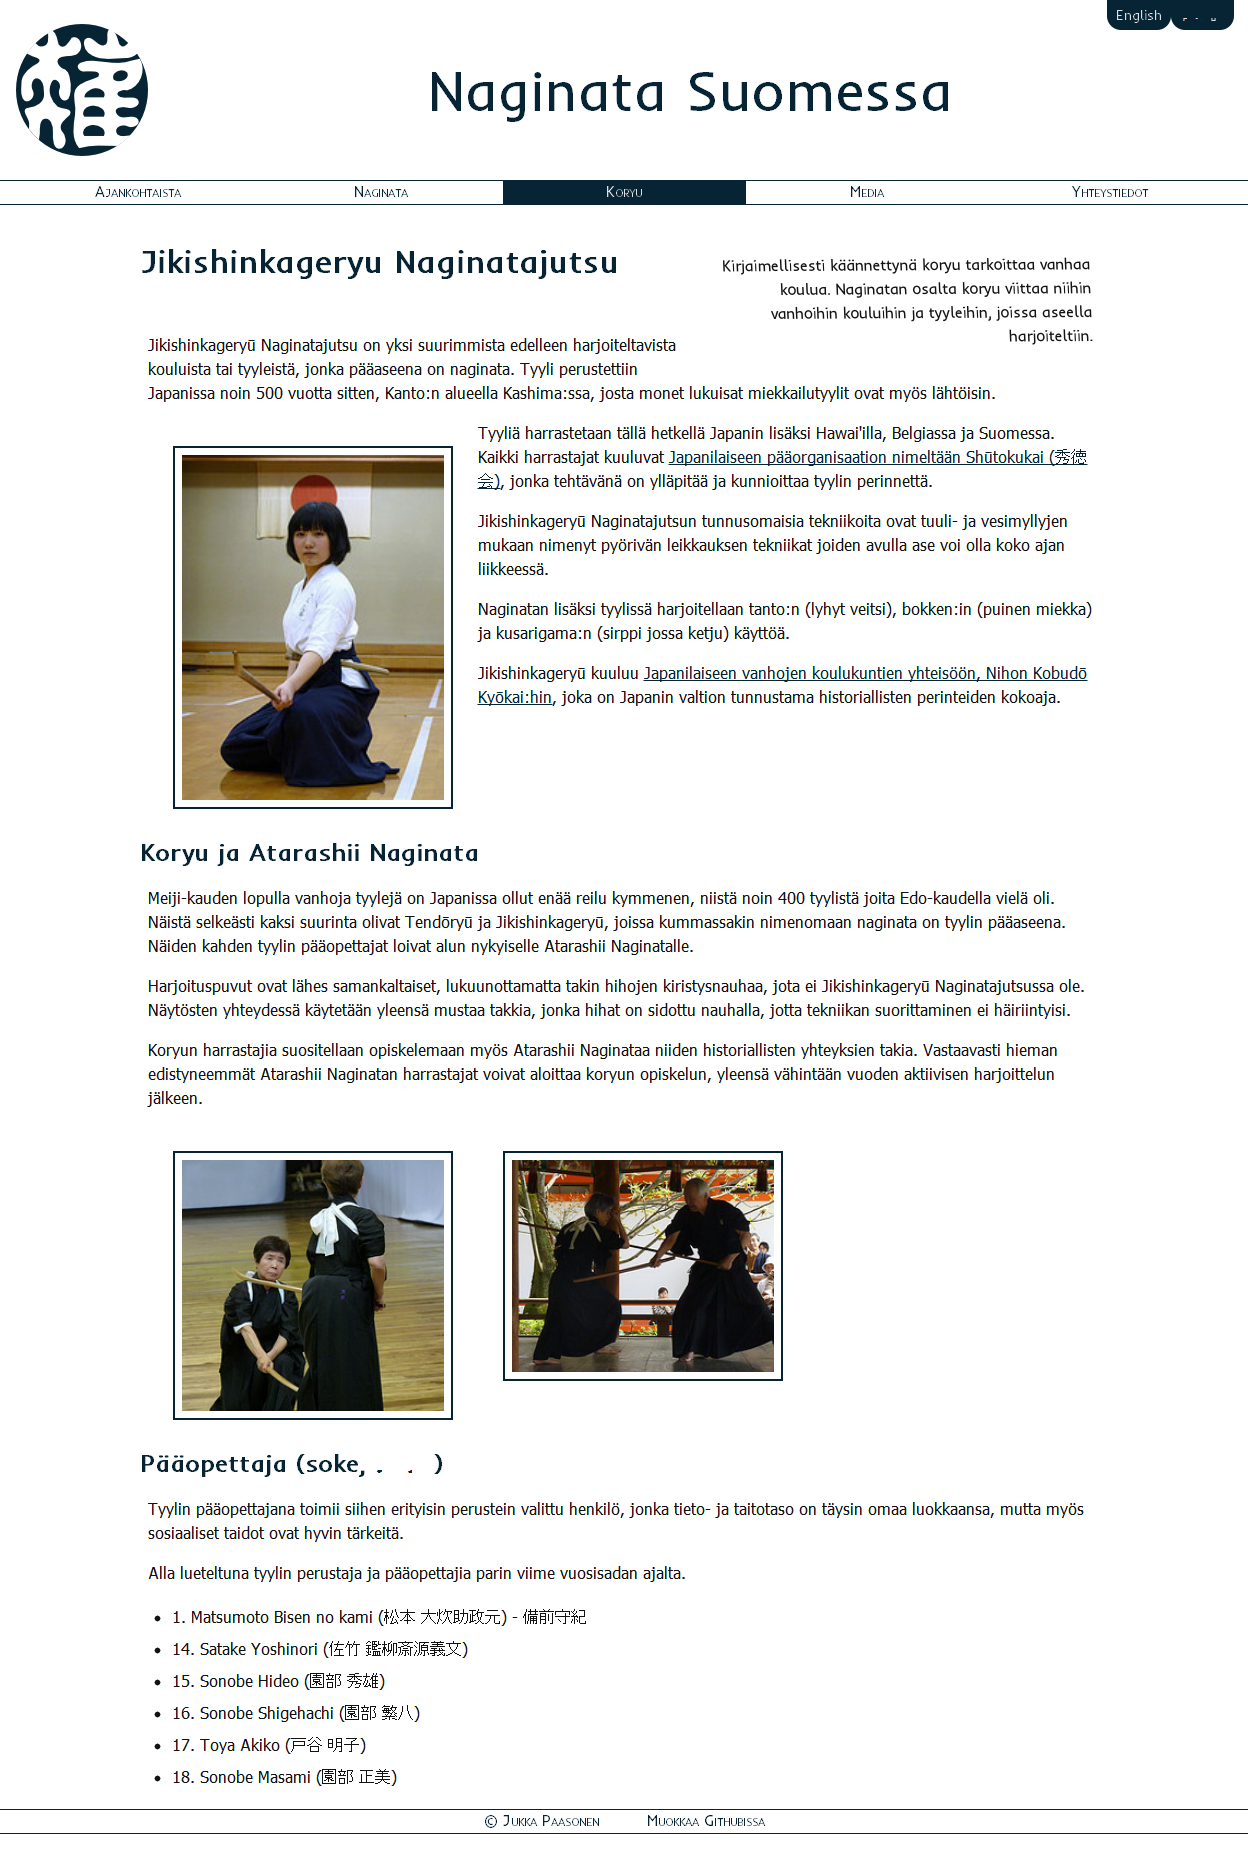 English
Naginata Suomessa
Ajankohtaista
Naginata
Koryu
Media
Yhteystiedot
Jikishinkageryu Naginatajutsu
Kirjaimellisesti käännettynä koryu tarkoittaa vanhaa
koulua. Naginatan osalta koryu viittaa niihin
vanhoihin kouluihin ja tyyleihin, joissa aseella
harjoiteltiin.
Jikishinkageryū Naginatajutsu on yksi suurimmista edelleen harjoiteltavista
kouluista tai tyyleistä, jonka pääaseena on naginata. Tyyli perustettiin
Japanissa noin 500 vuotta sitten, Kanto:n alueella Kashima:ssa, josta monet lukuisat miekkailutyylit ovat myös lähtöisin.
Tyyliä harrastetaan tällä hetkellä Japanin lisäksi Hawai'illa, Belgiassa ja Suomessa.
Kaikki harrastajat kuuluvat Japanilaiseen pääorganisaation nimeltään Shūtokukai (秀徳
会), jonka tehtävänä on ylläpitää ja kunnioittaa tyylin perinnettä.
Jikishinkageryū Naginatajutsun tunnusomaisia tekniikoita ovat tuuli- ja vesimyllyjen
mukaan nimenyt pyörivän leikkauksen tekniikat joiden avulla ase voi olla koko ajan
liikkeessä.
Naginatan lisäksi tyylissä harjoitellaan tanto:n (lyhyt veitsi), bokken:in (puinen miekka)
ja kusarigama:n (sirppi jossa ketju) käyttöä.
Jikishinkageryū kuuluu Japanilaiseen vanhojen koulukuntien yhteisöön, Nihon Kobudō
Kyōkai:hin, joka on Japanin valtion tunnustama historiallisten perinteiden kokoaja.
Koryu ja Atarashii Naginata
Meiji-kauden lopulla vanhoja tyylejä on Japanissa ollut enää reilu kymmenen, niistä noin 400 tyylistä joita Edo-kaudella vielä oli.
Näistä selkeästi kaksi suurinta olivat Tendōryū ja Jikishinkageryū, joissa kummassakin nimenomaan naginata on tyylin pääaseena.
Näiden kahden tyylin pääopettajat loivat alun nykyiselle Atarashii Naginatalle.
Harjoituspuvut ovat lähes samankaltaiset, lukuunottamatta takin hihojen kiristysnauhaa, jota ei Jikishinkageryū Naginatajutsussa ole.
Näytösten yhteydessä käytetään yleensä mustaa takkia, jonka hihat on sidottu nauhalla, jotta tekniikan suorittaminen ei häiriintyisi.
Koryun harrastajia suositellaan opiskelemaan myös Atarashii Naginataa niiden historiallisten yhteyksien takia. Vastaavasti hieman
edistyneemmät Atarashii Naginatan harrastajat voivat aloittaa koryun opiskelun, yleensä vähintään vuoden aktiivisen harjoittelun
jälkeen.
Pääopettaja (soke, )
Tyylin pääopettajana toimii siihen erityisin perustein valittu henkilö, jonka tieto- ja taitotaso on täysin omaa luokkaansa, mutta myös
sosiaaliset taidot ovat hyvin tärkeitä.
Alla lueteltuna tyylin perustaja ja pääopettajia parin viime vuosisadan ajalta.
• 1. Matsumoto Bisen no kami (松本 大炊助政元) - 備前守紀
• 14. Satake Yoshinori (佐竹 鑑柳斎源義文)
• 15. Sonobe Hideo (園部 秀雄)
• 16. Sonobe Shigehachi (園部 繁八)
• 17. Toya Akiko (戸谷 明子)
• 18. Sonobe Masami (園部 正美)
© Jukka Paasonen
Muokkaa Githubissa